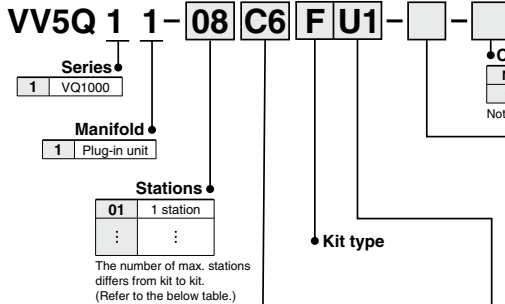 VV5Q 1 1 - 08 C6 F U1 - -
Series
1 VQ1000
Manifold
1 Plug-in unit
Stations
01 1 station
⋮ ⋮
The number of max. stations
differs from kit to kit.
(Refer to the below table.)
Kit type
Not